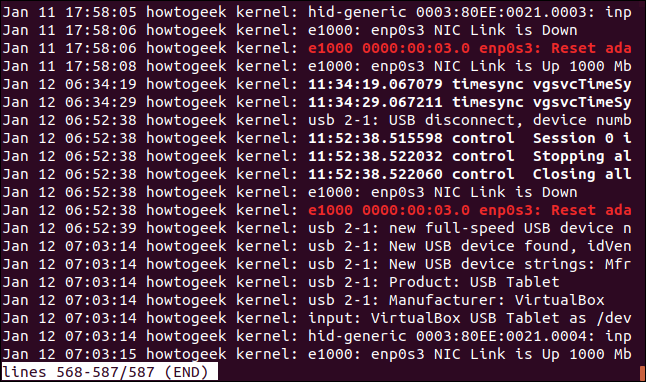 Jan 11 17:58:05 howtogeek kernel: hid-generic 0003:80EE:0021.0003: inp
Jan 11 17:58:06 howtogeek kernel: e1000: enp0s3 NIC Link is Down
Jan 11 17:58:06 howtogeek kernel: e1000 0000:00:03.0 enp0s3: Reset ada
Jan 11 17:58:08 howtogeek kernel: e1000: enp0s3 NIC Link is Up 1000 Mb
Jan 12 06:34:19 howtogeek kernel: 11:34:19.067079 timesync vgsvcTimeSy
Jan 12 06:34:29 howtogeek kernel: 11:34:29.067211 timesync vgsvcTimeSy
Jan 12 06:52:38 howtogeek kernel: usb 2-1: USB disconnect, device numb
Jan 12 06:52:38 howtogeek kernel: 11:52:38.515598 control  Session 0 i
Jan 12 06:52:38 howtogeek kernel: 11:52:38.522032 control  Stopping al
Jan 12 06:52:38 howtogeek kernel: 11:52:38.522060 control  Closing all
Jan 12 06:52:38 howtogeek kernel: e1000: enp0s3 NIC Link is Down
Jan 12 06:52:38 howtogeek kernel: e1000 0000:00:03.0 enp0s3: Reset ada
Jan 12 06:52:39 howtogeek kernel: usb 2-1: new full-speed USB device n
Jan 12 07:03:14 howtogeek kernel: usb 2-1: New USB device found, idVen
Jan 12 07:03:14 howtogeek kernel: usb 2-1: New USB device strings: Mfr
Jan 12 07:03:14 howtogeek kernel: usb 2-1: Product: USB Tablet
Jan 12 07:03:14 howtogeek kernel: usb 2-1: Manufacturer: VirtualBox
Jan 12 07:03:14 howtogeek kernel: input: VirtualBox USB Tablet as /dev
Jan 12 07:03:14 howtogeek kernel: hid-generic 0003:80EE:0021.0004: inp
Jan 12 07:03:15 howtogeek kernel: e1000: enp0s3 NIC Link is Up 1000 Mb
lines 568-587/587 (END)